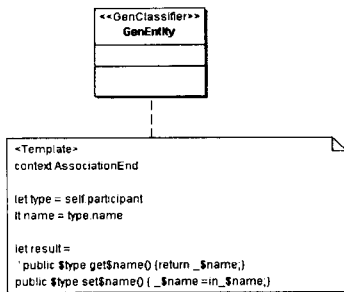 <<GenClassifier>>
GenEntity
<Template>
context AssociationEnd
let type = self.participant
lt name = type.name
let result =
'public $type get$name() {return _$name;}
public $type set$name() { _$name =in_$name;}